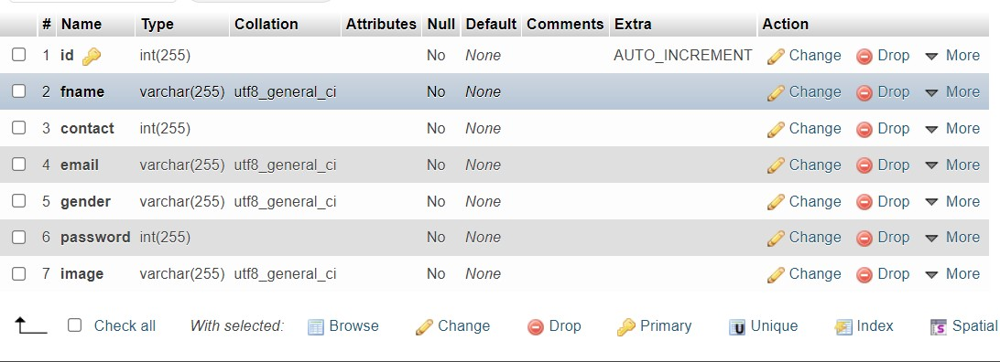 # Name Type Collation Attributes Null Default Comments Extra Action
1 id int(255) No None AUTO_INCREMENT Change Drop More
2 fname varchar(255) utf8_general_ci No None Change Drop More
3 contact int(255) No None Change Drop More
4 email varchar(255) utf8_general_ci No None Change Drop More
5 gender varchar(255) utf8_general_ci No None Change Drop More
6 password int(255) No None Change Drop More
7 image varchar(255) utf8_general_ci No None Change Drop More
Check all With selected: Browse Change Drop Primary U Unique Index S Spatial